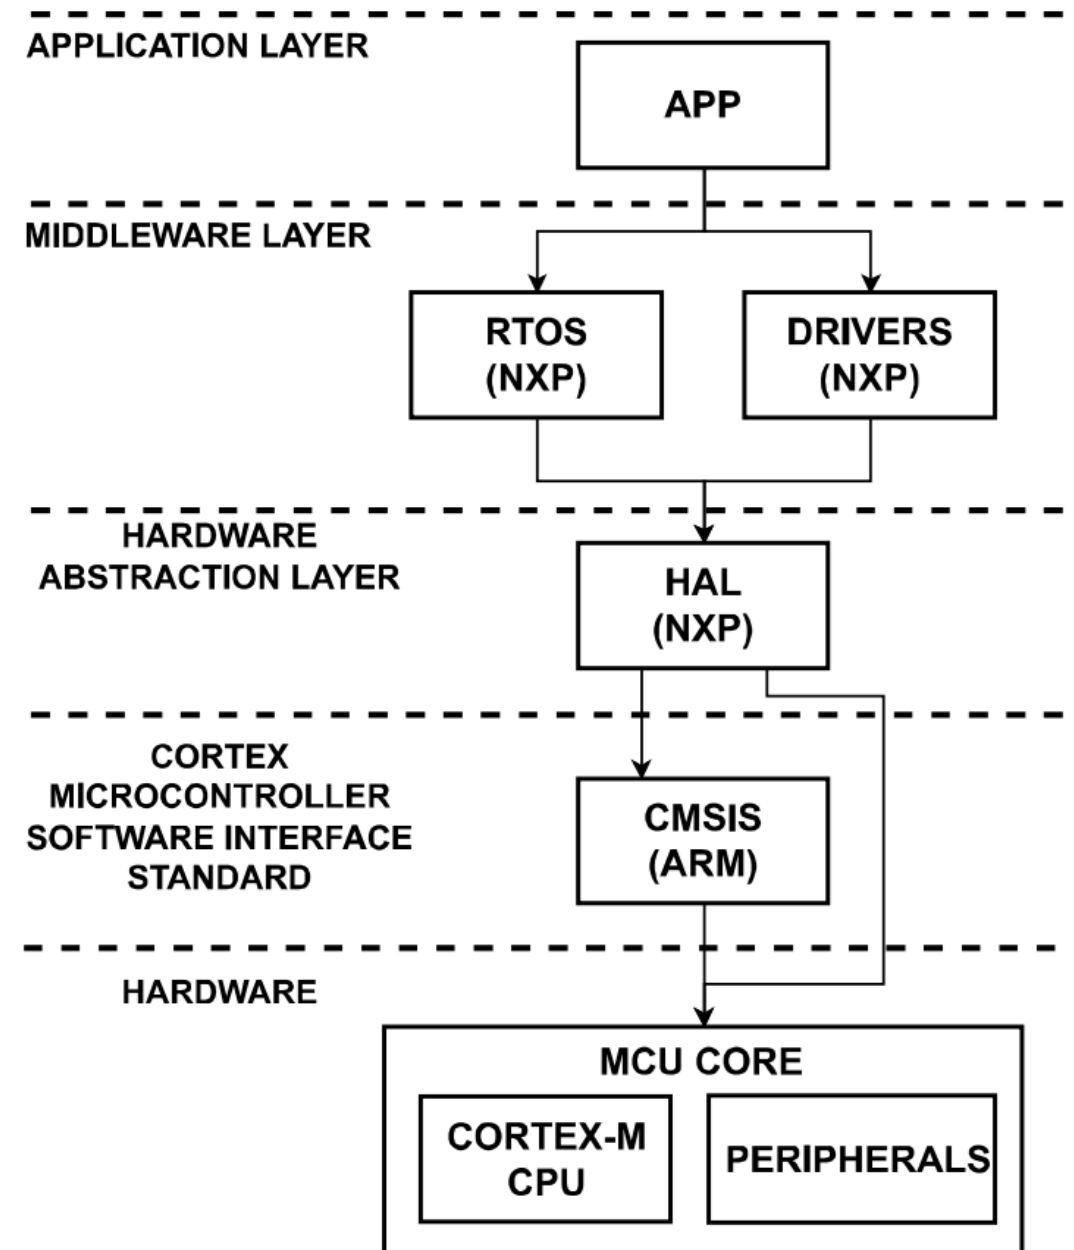 APPLICATION LAYER
APP
MIDDLEWARE LAYER
RTOS
(NXP)
DRIVERS
(NXP)
HARDWARE
ABSTRACTION LAYER
HAL
(NXP)
CORTEX
MICROCONTROLLER
SOFTWARE INTERFACE
STANDARD
CMSIS
(ARM)
HARDWARE
MCU CORE
CORTEX-M
CPU
PERIPHERALS